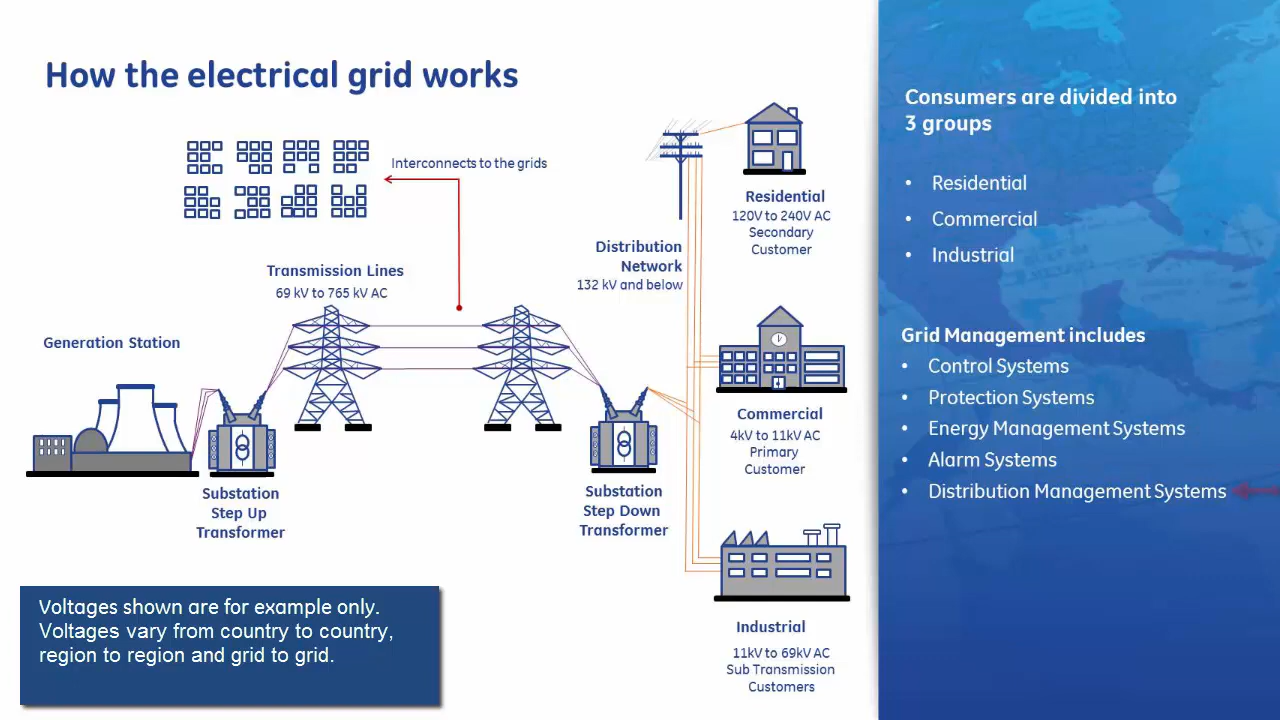 How the electrical grid works
Interconnects to the grids
Transmission Lines
69 kV to 765 kV AC
Generation Station
Substation
Step Up
Transformer
Substation
Step Down
Transformer
Distribution
Network
132 kV and below
Residential
120V to 240V AC
Secondary
Customer
Commercial
4kV to 11kV AC
Primary
Customer
Industrial
11kV to 69kV AC
Sub Transmission
Customers
Voltages shown are for example only.
Voltages vary from country to country,
region to region and grid to grid.
Consumers are divided into
3 groups
• Residential
• Commercial
• Industrial
Grid Management includes
• Control Systems
• Protection Systems
• Energy Management Systems
• Alarm Systems
• Distribution Management Systems